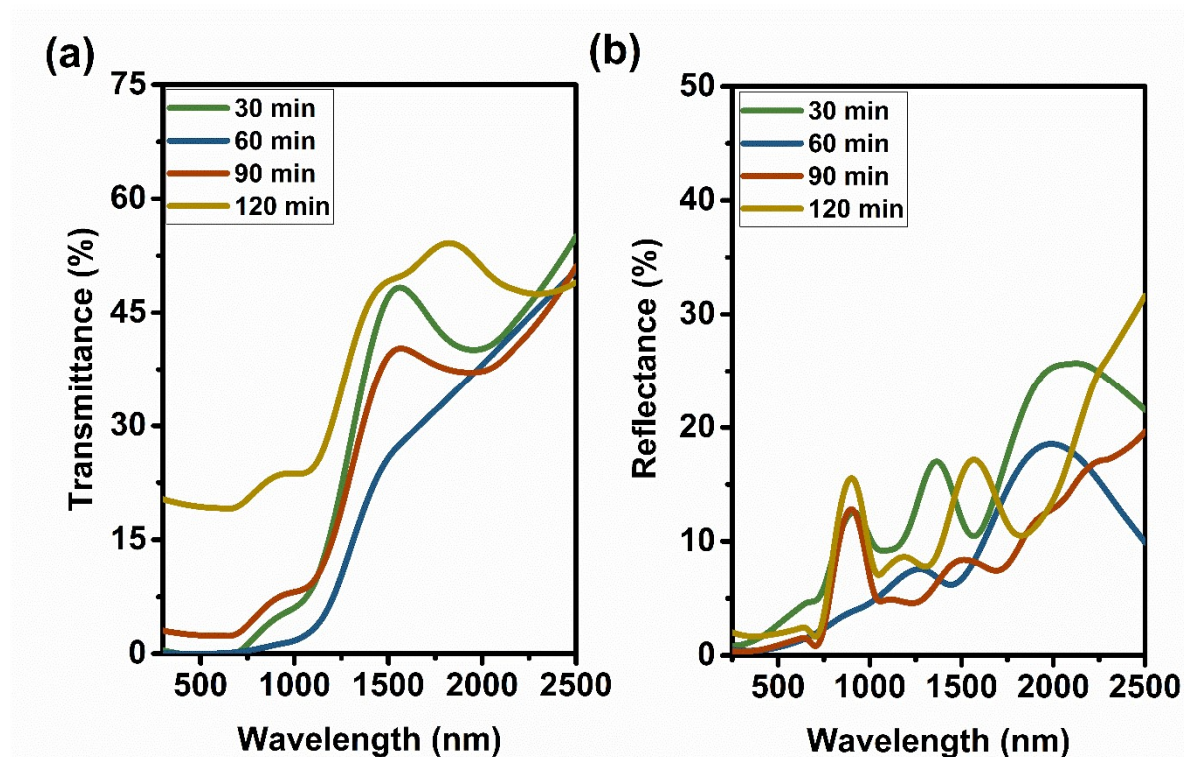 (a)
75
60
45
30
15
0
Transmittance (%)
30 min
60 min
90 min
120 min
500 1000 1500 2000 2500
Wavelength (nm)
(b)
50
40
30
20
10
0
Reflectance (%)
30 min
60 min
90 min
120 min
500 1000 1500 2000 2500
Wavelength (nm)